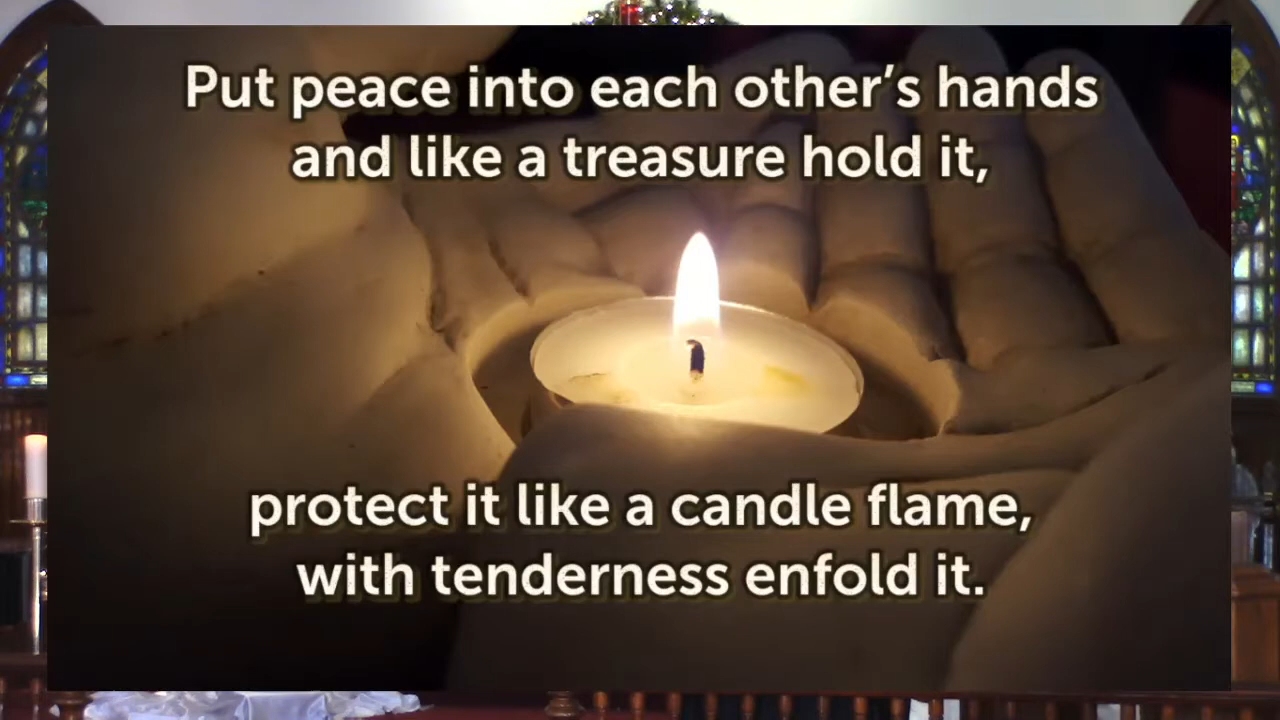 Put peace into each other’s hands
and like a treasure hold it,
protect it like a candle flame,
with tenderness enfold it.